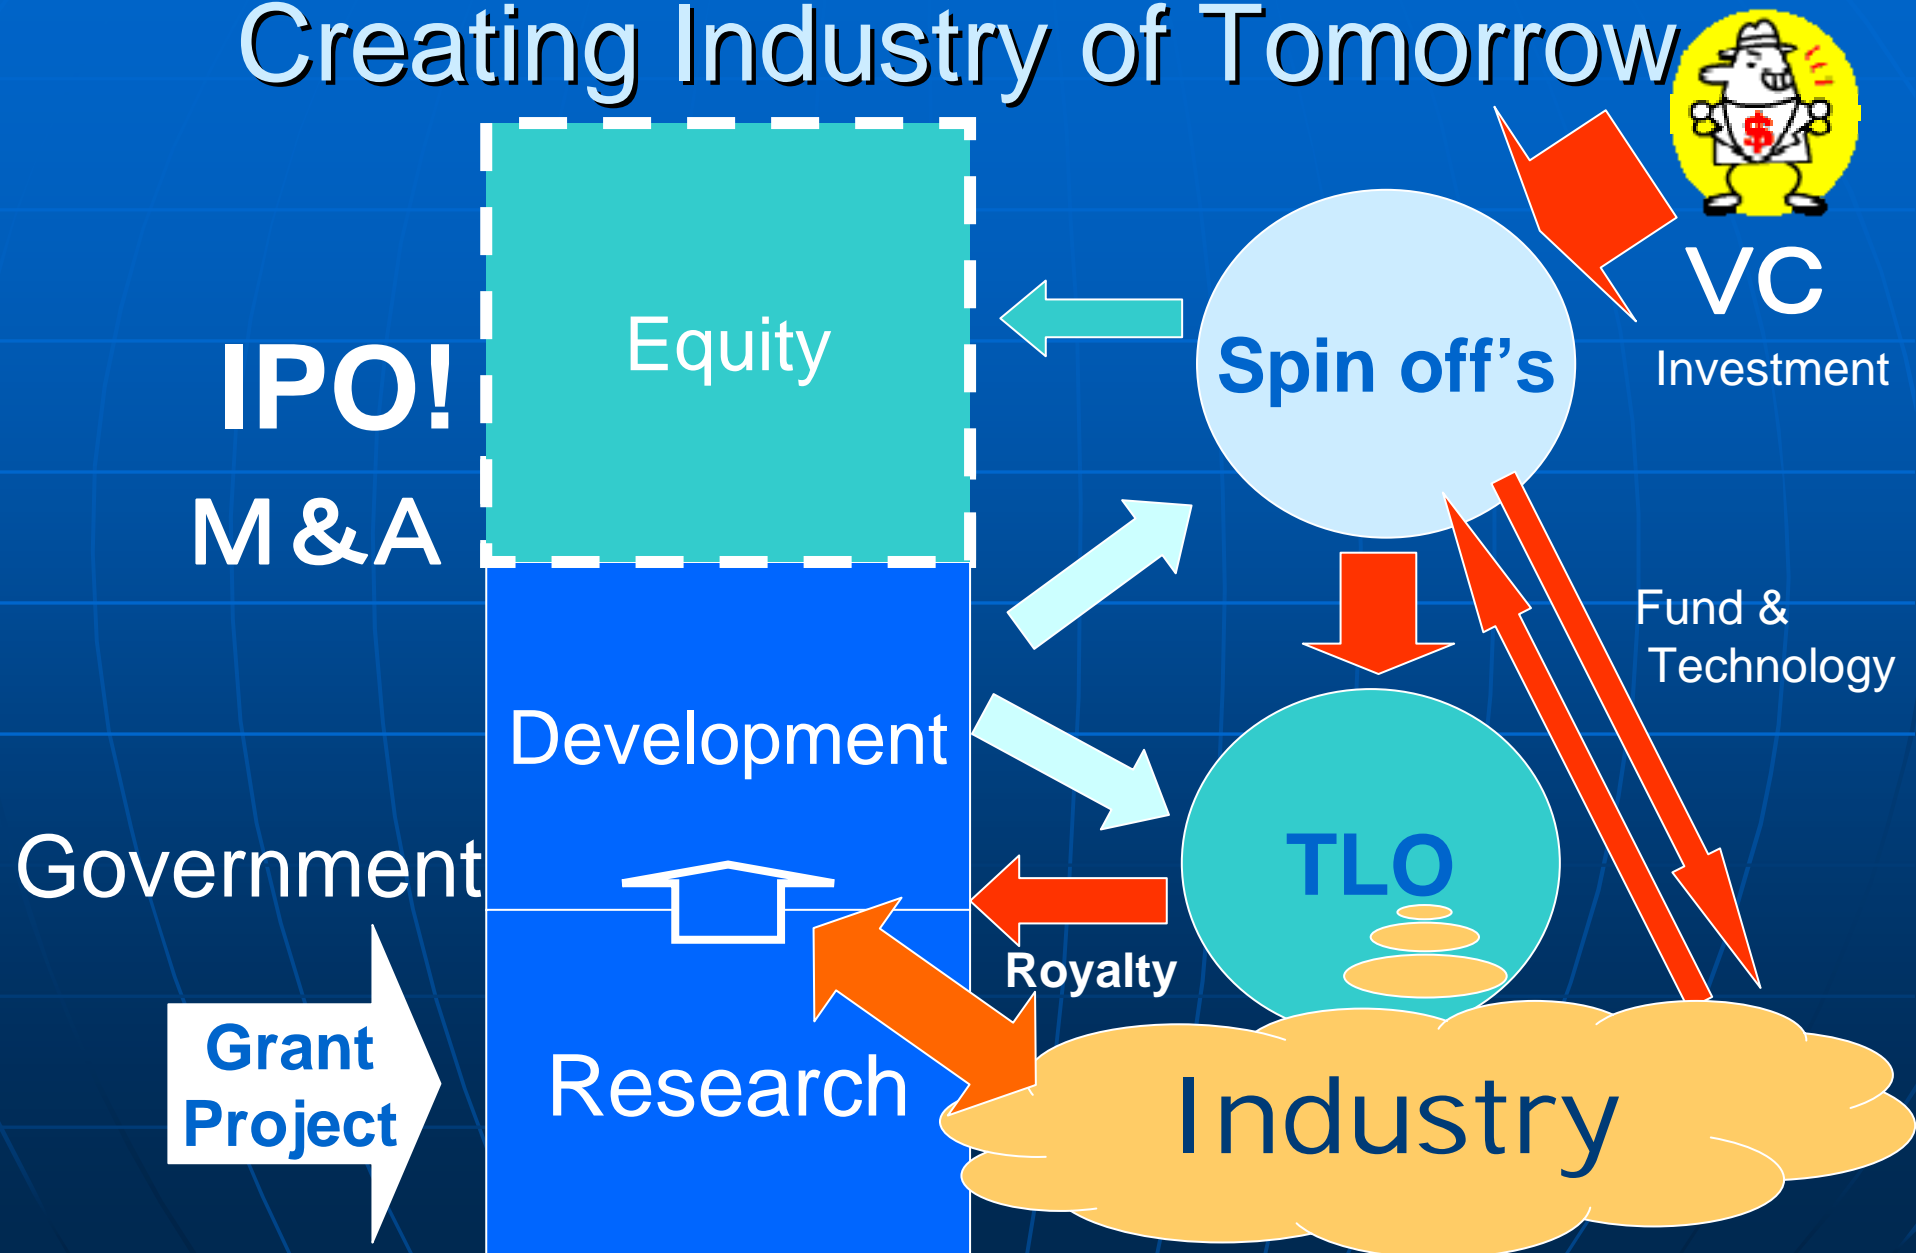 Creating Industry of Tomorrow
$
VC
Investment
Equity
Spin off’s
IPO!
M&A
Fund &
Technology
Development
Government
TLO
Royalty
Grant
Project
Research
Industry